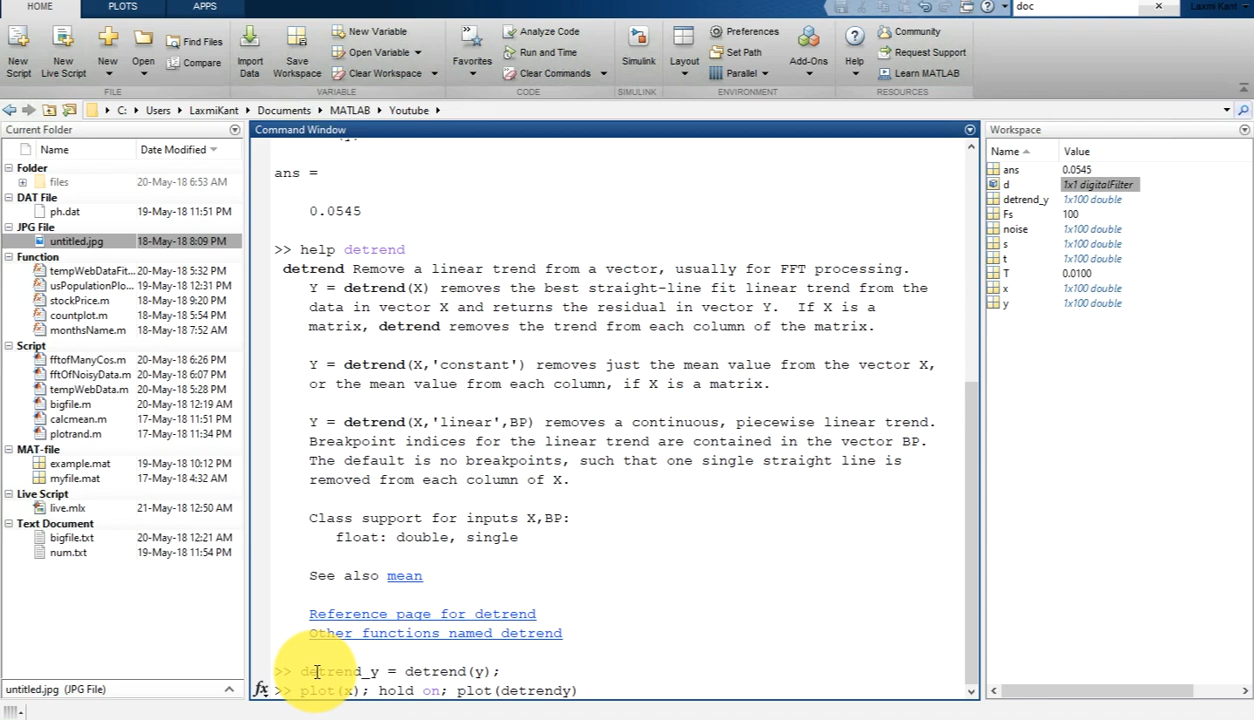 HOME PLOTS APPS
doc
Laxmi Kant
New Script
New Live Script
New
Open
Find Files
Compare
Import Data
Save Workspace
New Variable
Open Variable
Clear Workspace
Favorites
Analyze Code
Run and Time
Clear Commands
Simulink
Layout
Preferences
Set Path
Parallel
Add-Ons
Help
Community
Request Support
Learn MATLAB
FILE VARIABLE CODE SIMULINK ENVIRONMENT RESOURCES
C: Users LaxmiKant Documents MATLAB Youtube
Current Folder
Name Date Modified
Folder
files 20-May-18 6:53 AM
DAT File
ph.dat 19-May-18 11:51 PM
JPG File
untitled.jpg 18-May-18 8:09 PM
Function
tempWebDataFit... 20-May-18 5:32 PM
usPopulationPlo... 19-May-18 12:31 PM
stockPrice.m 18-May-18 9:20 PM
countplot.m 18-May-18 5:54 PM
monthsName.m 18-May-18 7:52 AM
Script
fftofManyCos.m 20-May-18 6:26 PM
fftOfNoisyData.m 20-May-18 6:07 PM
tempWebData.m 20-May-18 5:28 PM
bigfile.m 20-May-18 12:19 AM
calcmean.m 17-May-18 11:51 PM
plotrand.m 17-May-18 11:34 PM
MAT-file
example.mat 19-May-18 10:12 PM
myfile.mat 17-May-18 4:32 AM
Live Script
live.mlx 21-May-18 12:50 AM
Text Document
bigfile.txt 20-May-18 12:21 AM
num.txt 19-May-18 11:54 PM
untitled.jpg (JPG File)
Command Window
ans =
0.0545
>> help detrend
detrend Remove a linear trend from a vector, usually for FFT processing.
Y = detrend(X) removes the best straight-line fit linear trend from the
data in vector X and returns the residual in vector Y. If X is a
matrix, detrend removes the trend from each column of the matrix.
Y = detrend(X,'constant') removes just the mean value from the vector X,
or the mean value from each column, if X is a matrix.
Y = detrend(X,'linear',BP) removes a continuous, piecewise linear trend.
Breakpoint indices for the linear trend are contained in the vector BP.
The default is no breakpoints, such that one single straight line is
removed from each column of X.
Class support for inputs X,BP:
float: double, single
See also mean
Reference page for detrend
Other functions named detrend
>> detrend_y = detrend(y);
fx >> plot(x); hold on; plot(detrendy)
Workspace
Name Value
ans 0.0545
d 1x1 digitalFilter
detrend_y 1x100 double
Fs 100
noise 1x100 double
s 1x100 double
t 1x100 double
T 0.0100
x 1x100 double
y 1x100 double